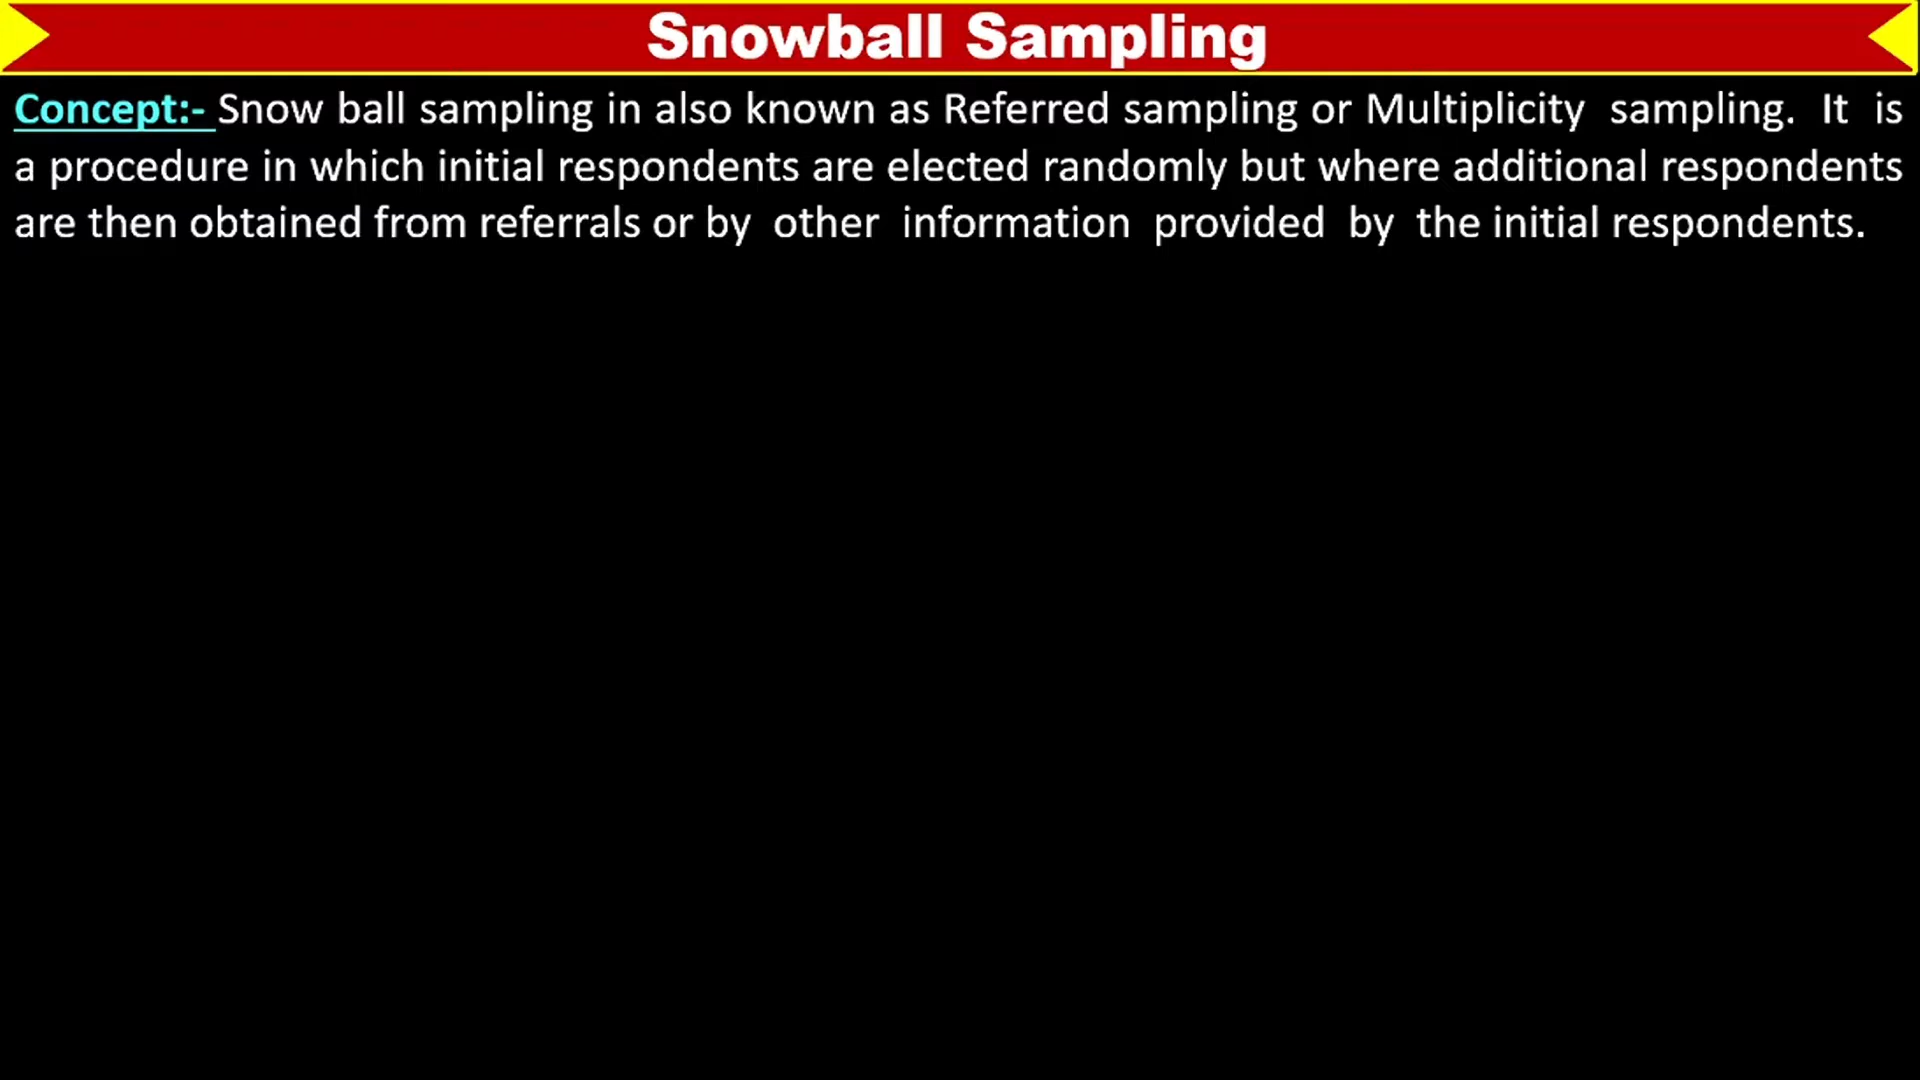 Snowball Sampling
Concept:- Snow ball sampling in also known as Referred sampling or Multiplicity sampling. It is
a procedure in which initial respondents are elected randomly but where additional respondents
are then obtained from referrals or by other information provided by the initial respondents.